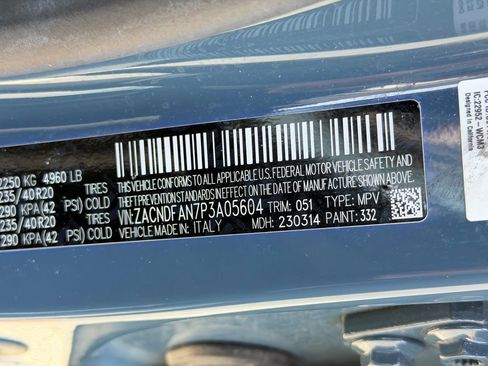 2250 KG 4960 LB
235/40R20 TIRES
290 KPA(42 PSI) COLD
235/40R20 TIRES
290 KPA(42 PSI) COLD
THIS VEHICLE CONFORMS TO ALL APPLICABLE U.S. FEDERAL MOTOR VEHICLE SAFETY AND
THEFT PREVENTION STANDARDS IN EFFECT ON THE DATE OF MANUFACTURE SHOWN ABOVE.
VIN:ZACNDFAN7P3A05604 TRIM: 051 TYPE: MPV
VEHICLE MADE IN: ITALY MDH: 230314 PAINT: 332
IC:22952-WCM3
Designed in California